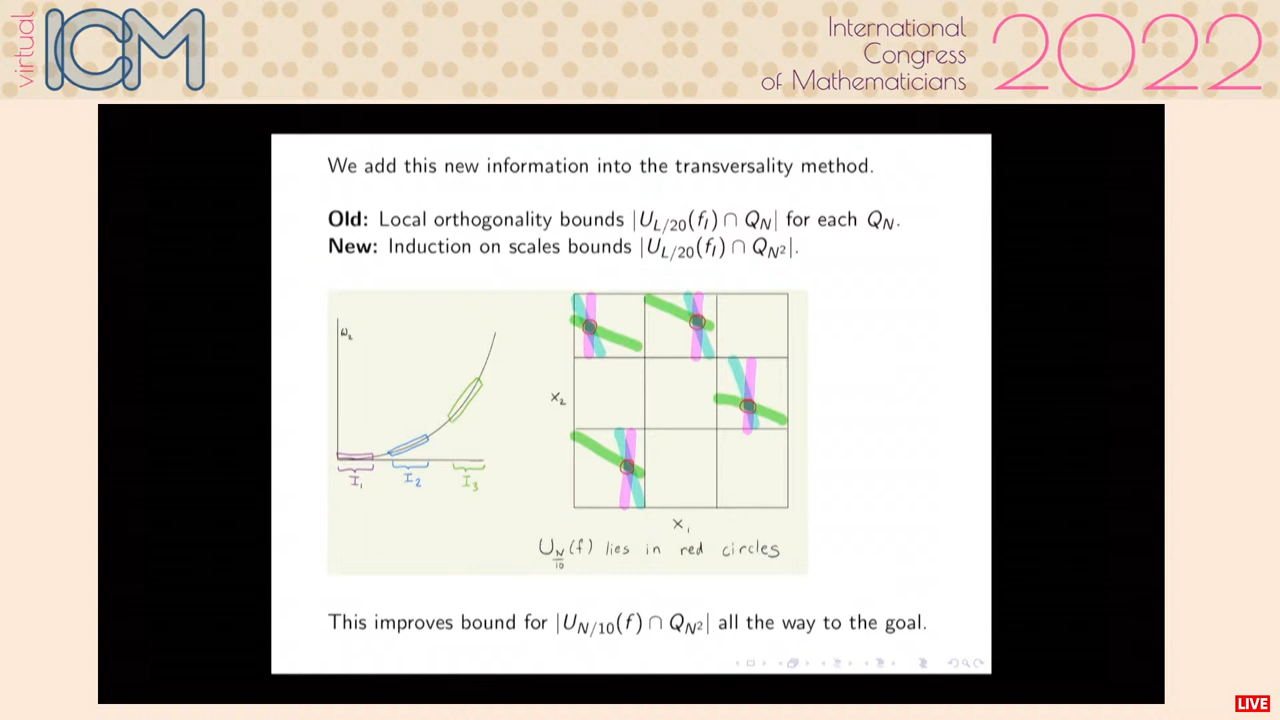 virtual
ICM
International
Congress
of Mathematicians
2022
We add this new information into the transversality method.
Old: Local orthogonality bounds |U_{L/20}(f_I) ∩ Q_N| for each Q_N.
New: Induction on scales bounds |U_{L/20}(f_I) ∩ Q_{N²}|.
ω₂
I₁ I₂ I₃
x₂
x₁
U_{N/10}(f) lies in red circles
This improves bound for |U_{N/10}(f) ∩ Q_{N²}| all the way to the goal.
LIVE